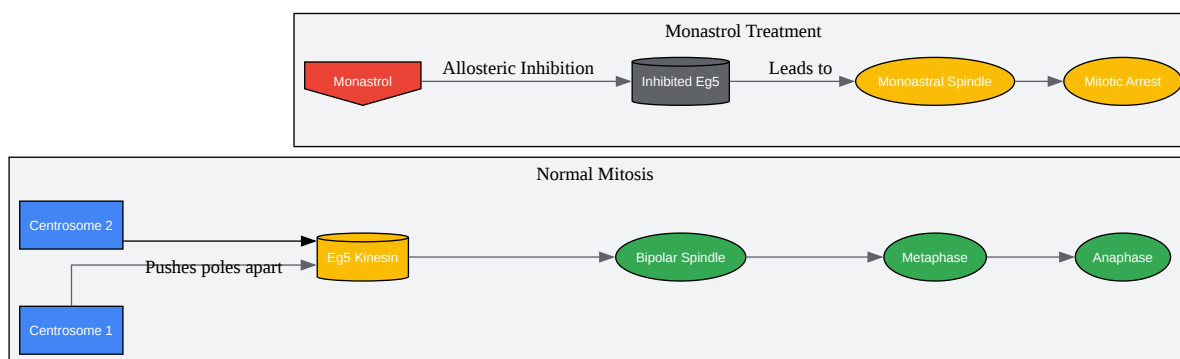 Monastrol Treatment
Monastrol
Allosteric Inhibition
Inhibited Eg5
Leads to
Monoastral Spindle
Mitotic Arrest
Normal Mitosis
Centrosome 2
Pushes poles apart
Eg5 Kinesin
Bipolar Spindle
Metaphase
Anaphase
Centrosome 1